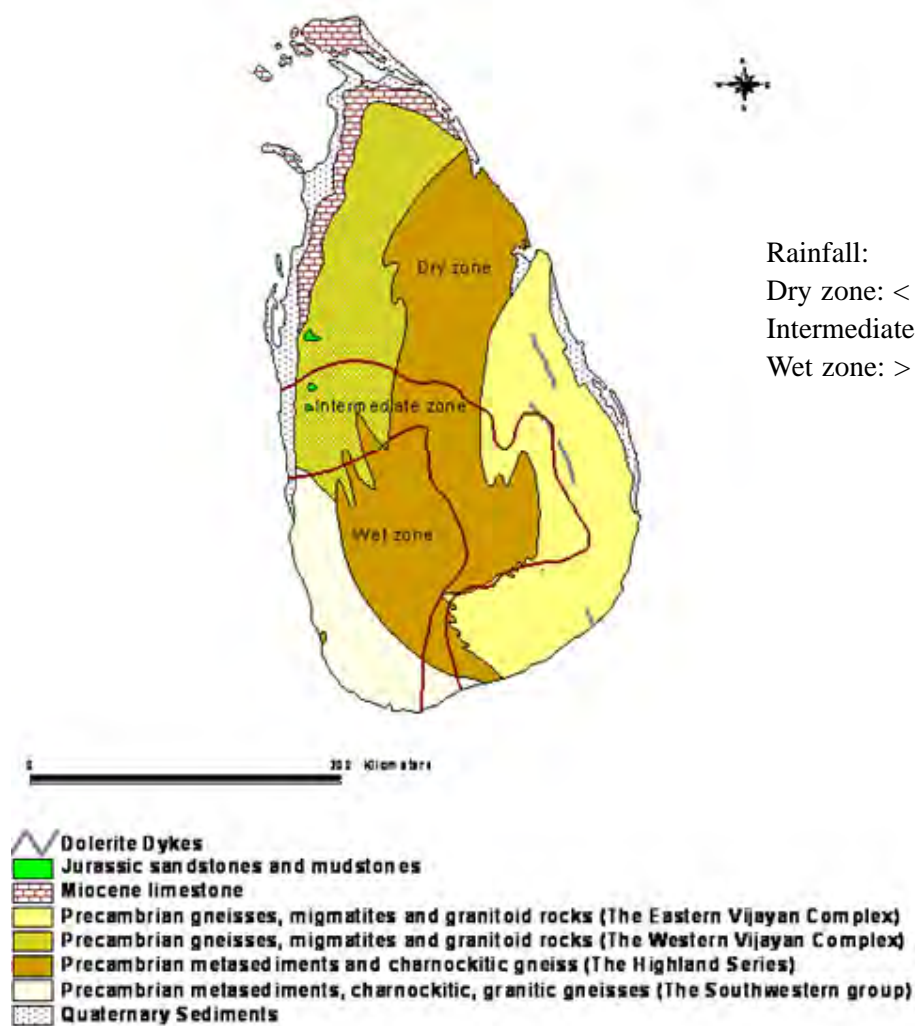 Rainfall:
Dry zone: <
Intermediate
Wet zone: >
Dry zone
Intermediate zone
Wet zone
0 200 Kilometers
Dolerite Dykes
Jurassic sandstones and mudstones
Miocene limestone
Precambrian gneisses, migmatites and granitoid rocks (The Eastern Vijayan Complex)
Precambrian gneisses, migmatites and granitoid rocks (The Western Vijayan Complex)
Precambrian metasediments and charnockitic gneiss (The Highland Series)
Precambrian metasediments, charnockitic, granitic gneisses (The Southwestern group)
Quaternary Sediments